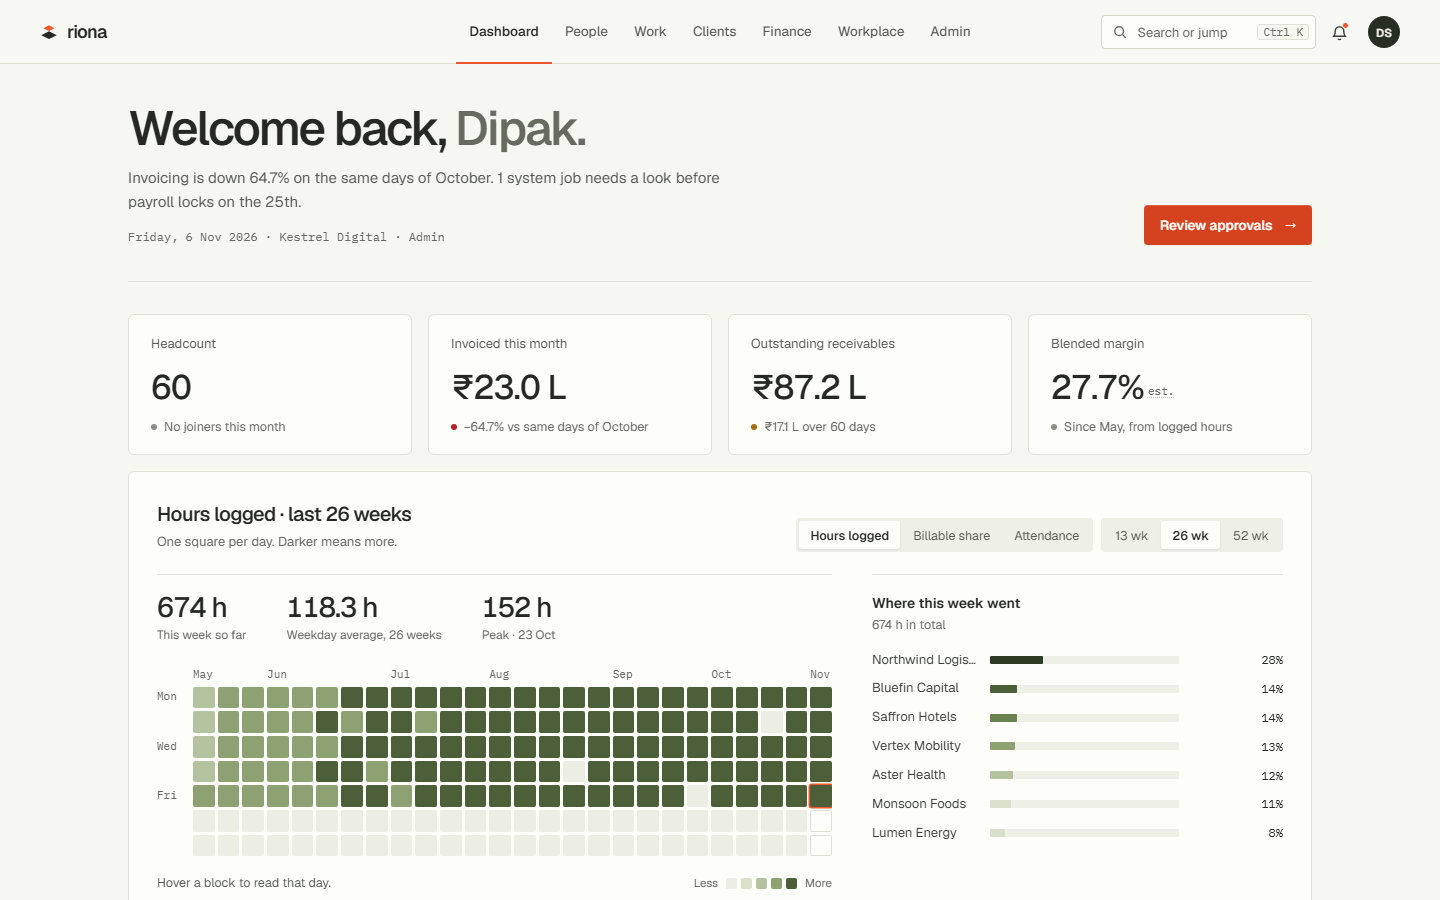 riona
Dashboard People Work Clients Finance Workplace Admin
Search or jump Ctrl K
DS
Welcome back, Dipak.
Invoicing is down 64.7% on the same days of October. 1 system job needs a look before
payroll locks on the 25th.
Friday, 6 Nov 2026 · Kestrel Digital · Admin
Review approvals →
Headcount
60
No joiners this month
Invoiced this month
₹23.0 L
−64.7% vs same days of October
Outstanding receivables
₹87.2 L
₹17.1 L over 60 days
Blended margin
27.7% est.
Since May, from logged hours
Hours logged · last 26 weeks
One square per day. Darker means more.
Hours logged Billable share Attendance
13 wk 26 wk 52 wk
674 h
This week so far
118.3 h
Weekday average, 26 weeks
152 h
Peak · 23 Oct
May Jun Jul Aug Sep Oct Nov
Mon
Wed
Fri
Hover a block to read that day.
Less More
Where this week went
674 h in total
Northwind Logis… 28%
Bluefin Capital 14%
Saffron Hotels 14%
Vertex Mobility 13%
Aster Health 12%
Monsoon Foods 11%
Lumen Energy 8%